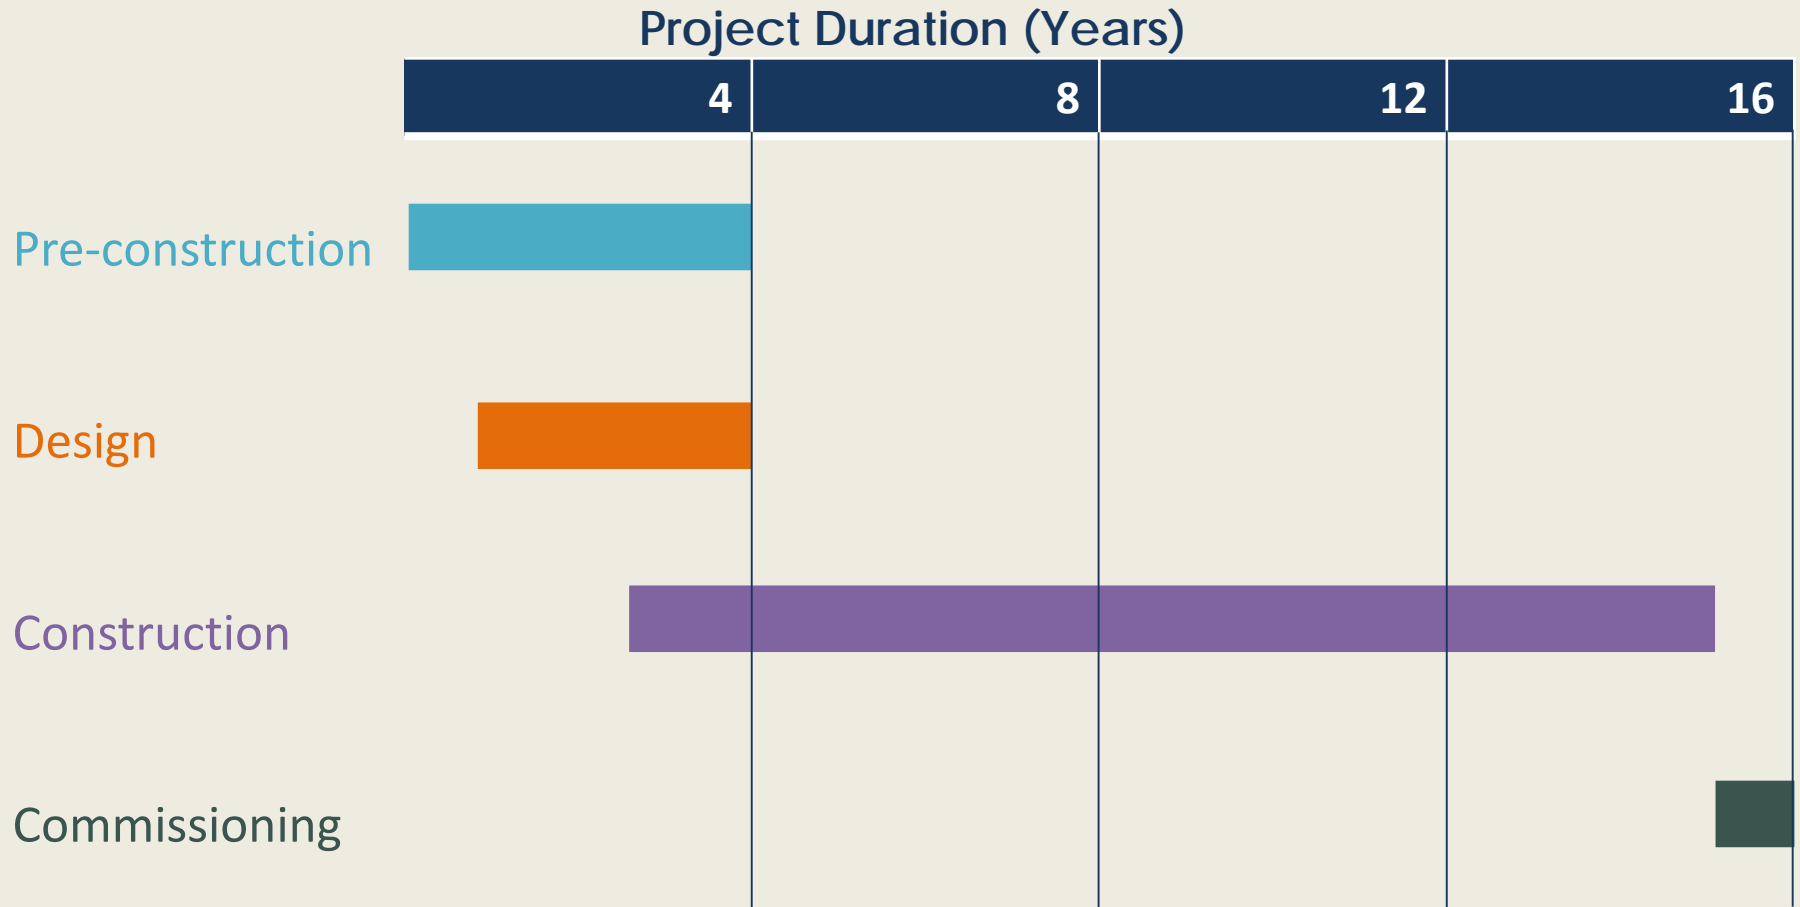 Project Duration (Years)
4 8 12 16
Pre-construction
Design
Construction
Commissioning